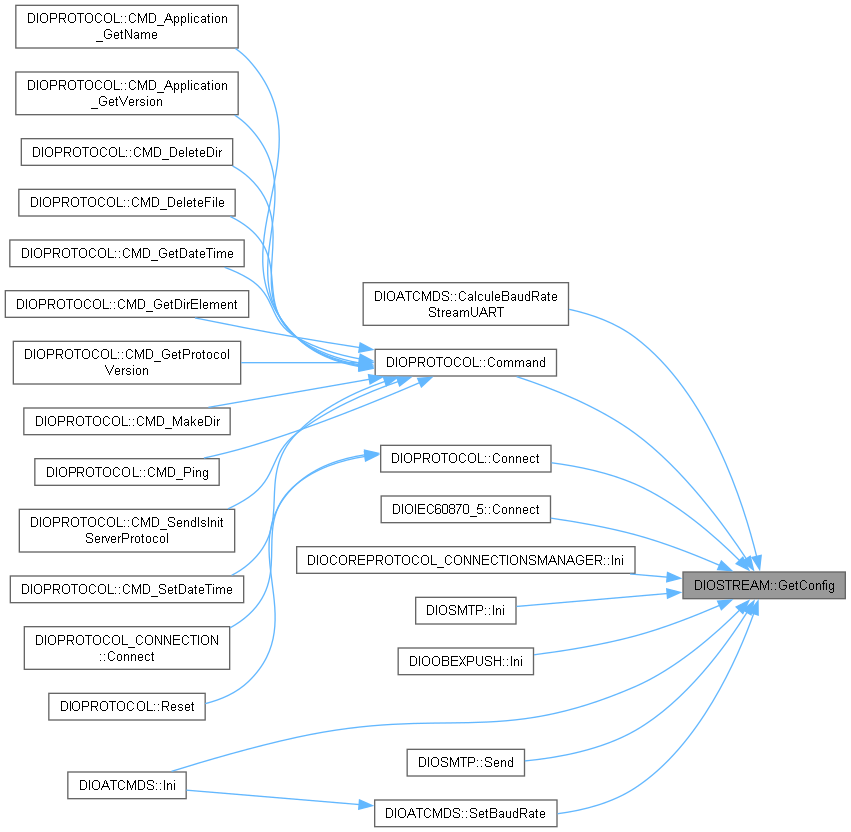 DIOPROTOCOL::CMD_Application
_GetName
DIOPROTOCOL::CMD_Application
_GetVersion
DIOPROTOCOL::CMD_DeleteDir
DIOPROTOCOL::CMD_DeleteFile
DIOPROTOCOL::CMD_GetDateTime
DIOPROTOCOL::CMD_GetDirElement
DIOPROTOCOL::CMD_GetProtocol
Version
DIOPROTOCOL::CMD_MakeDir
DIOPROTOCOL::CMD_Ping
DIOPROTOCOL::CMD_SendIsInit
ServerProtocol
DIOPROTOCOL::CMD_SetDateTime
DIOPROTOCOL_CONNECTION
::Connect
DIOPROTOCOL::Reset
DIOATCMDS::Ini
DIOATCMDS::CalculeBaudRate
StreamUART
DIOPROTOCOL::Command
DIOPROTOCOL::Connect
DIOIEC60870_5::Connect
DIOCOREPROTOCOL_CONNECTIONSMANAGER::Ini
DIOSMTP::Ini
DIOOBEXPUSH::Ini
DIOSMTP::Send
DIOATCMDS::SetBaudRate
DIOSTREAM::GetConfig